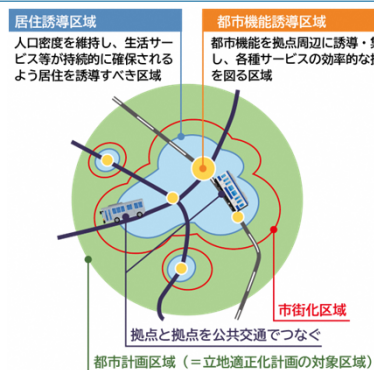 居住誘導区域
人口密度を維持し、生活サー
ビス等が持続的に確保される
よう居住を誘導すべき区域
都市機能誘導区域
都市機能を拠点周辺に誘導・
し、各種サービスの効率的な
を図る区域
市街化区域
拠点と拠点を公共交通でつなぐ
都市計画区域（＝立地適正化計画の対象区域）